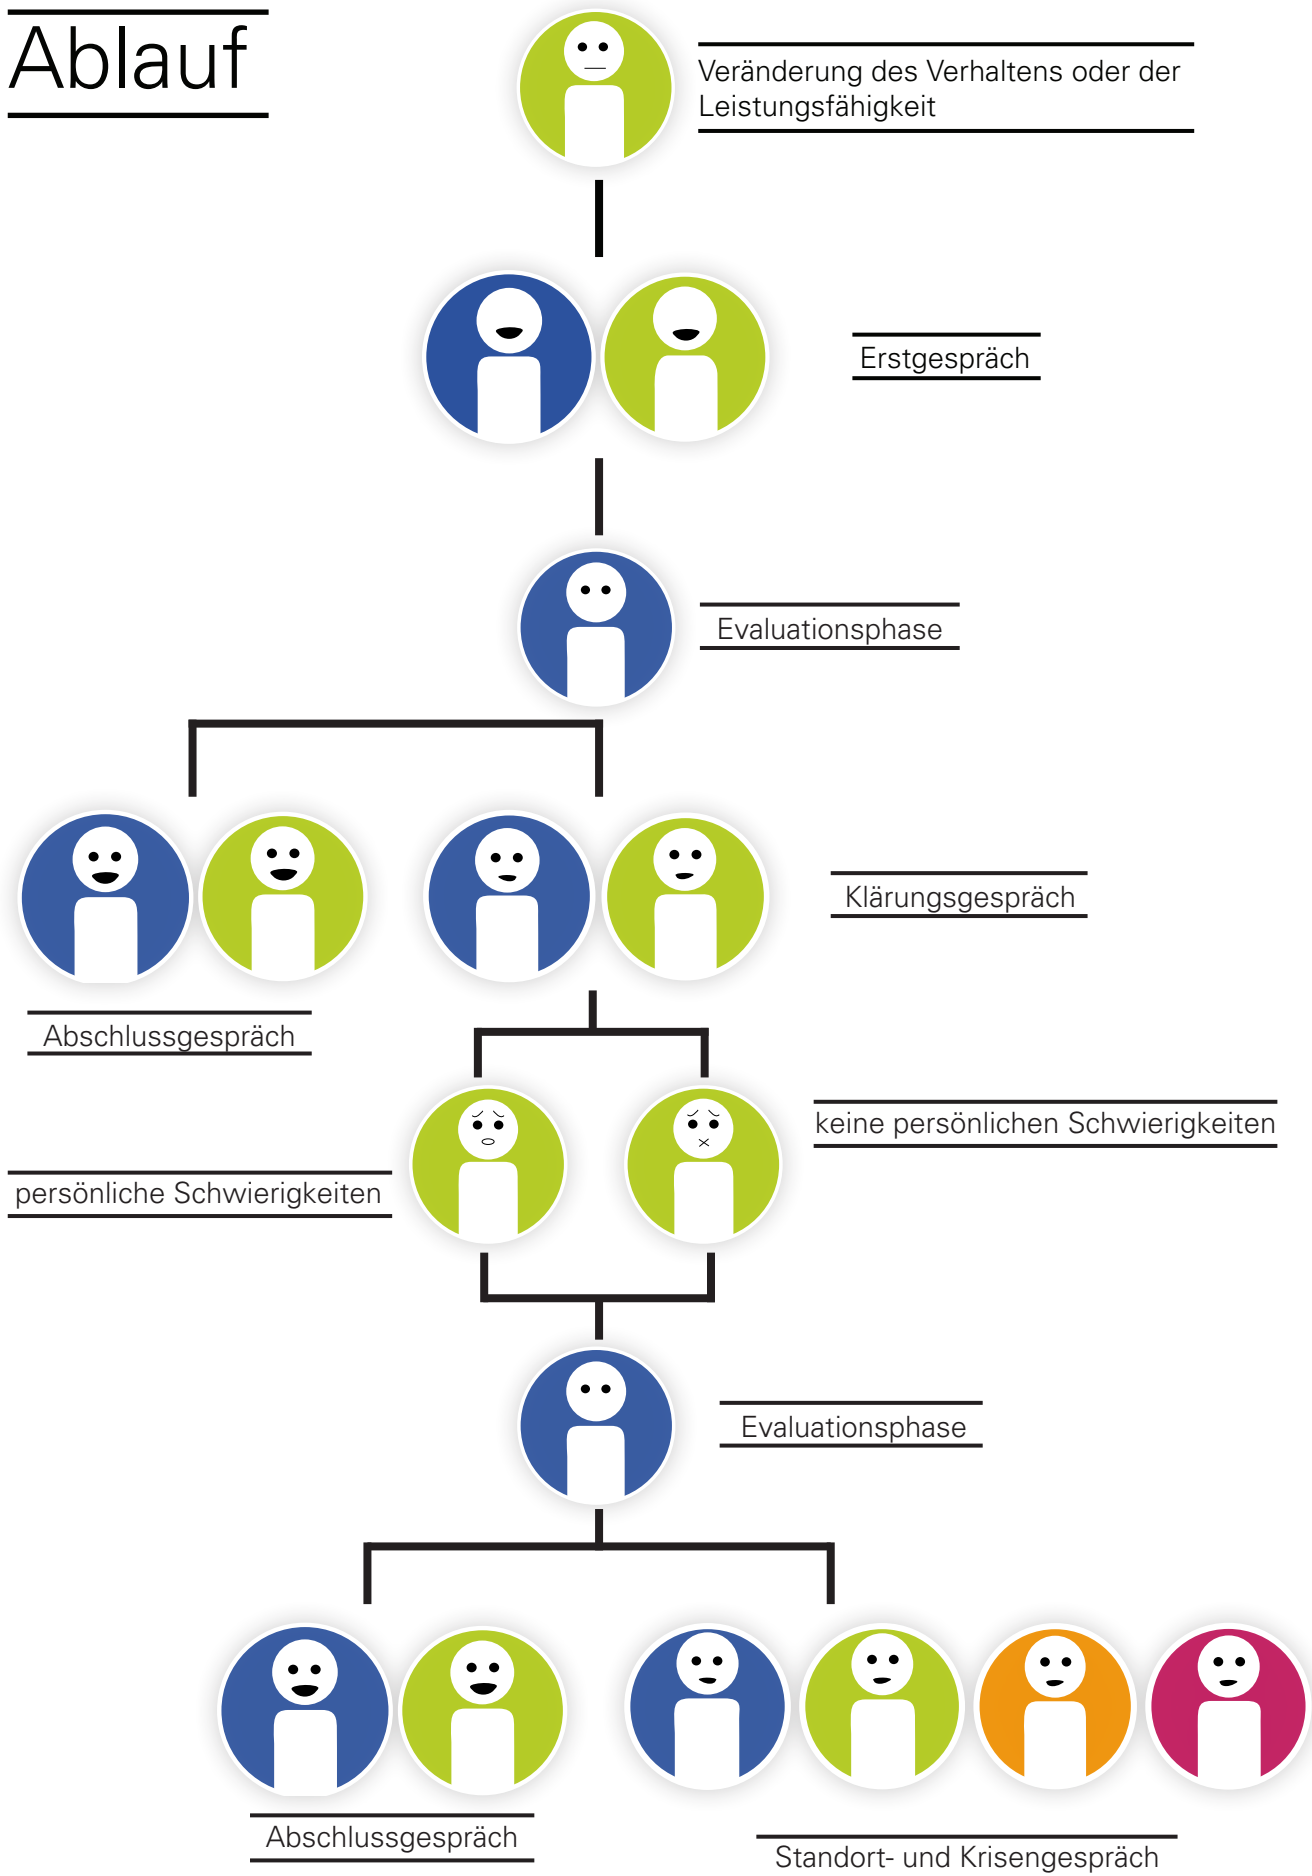 Ablauf
Veränderung des Verhaltens oder der
Leistungsfähigkeit
Erstgespräch
Evaluationsphase
Klärungsgespräch
Abschlussgespräch
keine persönlichen Schwierigkeiten
persönliche Schwierigkeiten
Evaluationsphase
Abschlussgespräch
Standort- und Krisengespräch